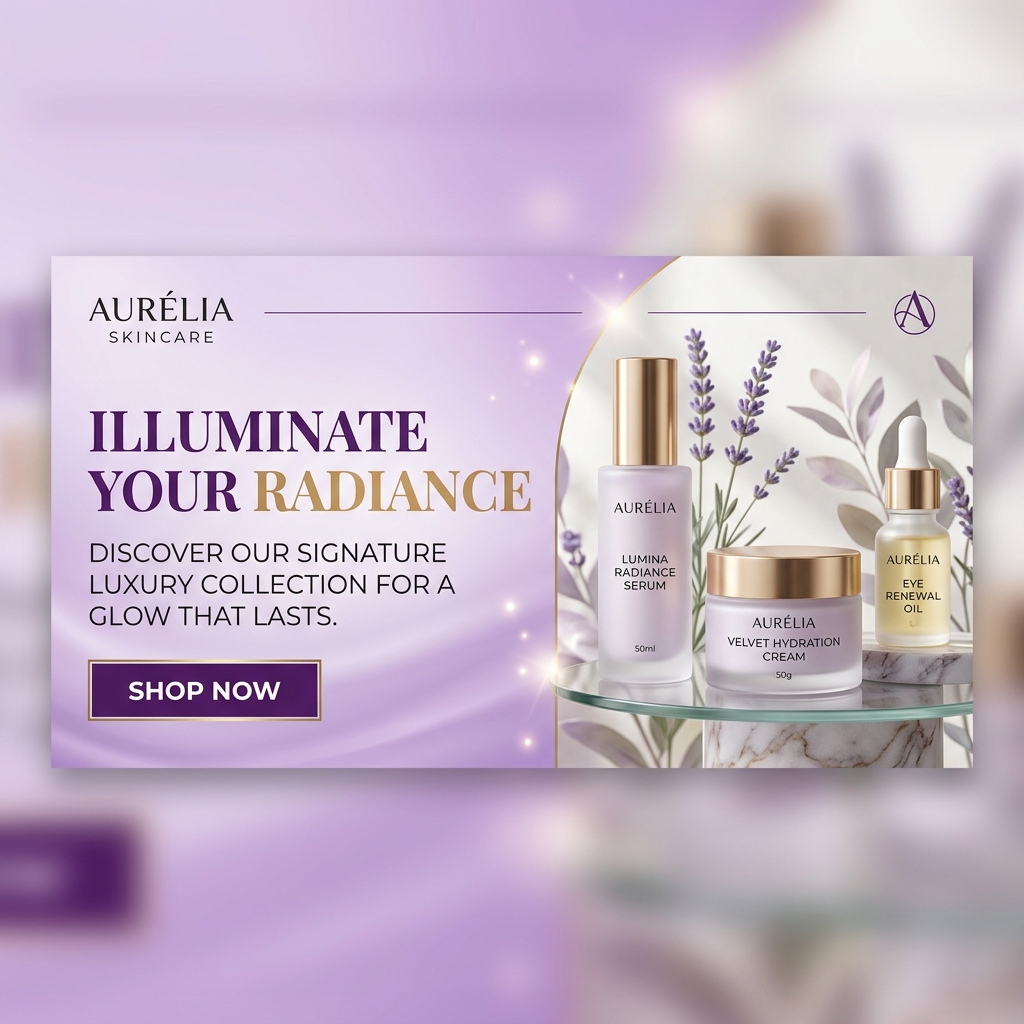 AURÉLIA
SKINCARE
ILLUMINATE
YOUR RADIANCE
DISCOVER OUR SIGNATURE
LUXURY COLLECTION FOR A
GLOW THAT LASTS.
SHOP NOW
AURÉLIA
LUMINA
RADIANCE
SERUM
50ml
AURÉLIA
VELVET HYDRATION
CREAM
50g
AURÉLIA
EYE
RENEWAL
OIL